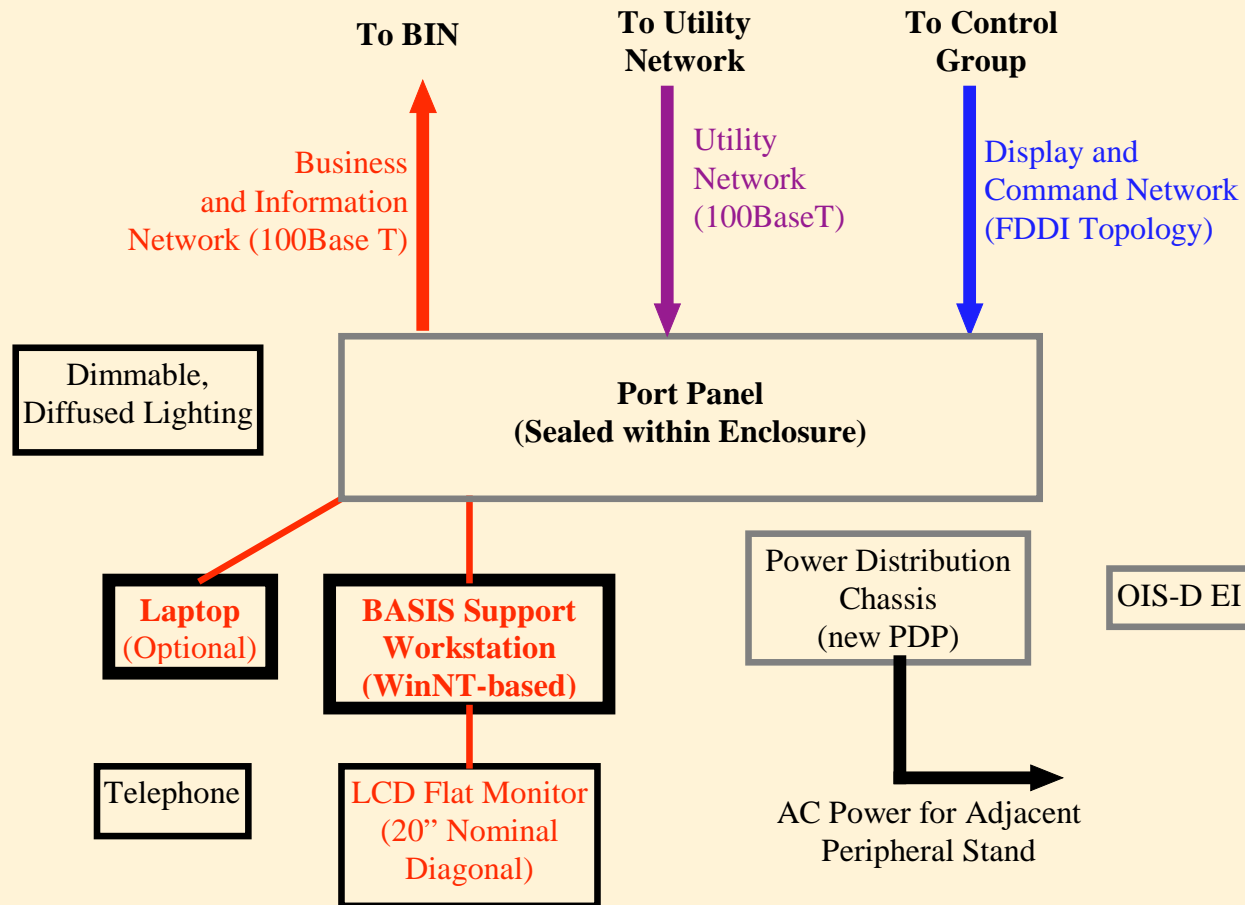 To BIN
To Utility
Network
To Control
Group
Business
and Information
Network (100Base T)
Utility
Network
(100BaseT)
Display and
Command Network
(FDDI Topology)
Dimmable,
Diffused Lighting
Port Panel
(Sealed within Enclosure)
Laptop
(Optional)
BASIS Support
Workstation
(WinNT-based)
Power Distribution
Chassis
(new PDP)
OIS-D EI
Telephone
LCD Flat Monitor
(20” Nominal
Diagonal)
AC Power for Adjacent
Peripheral Stand